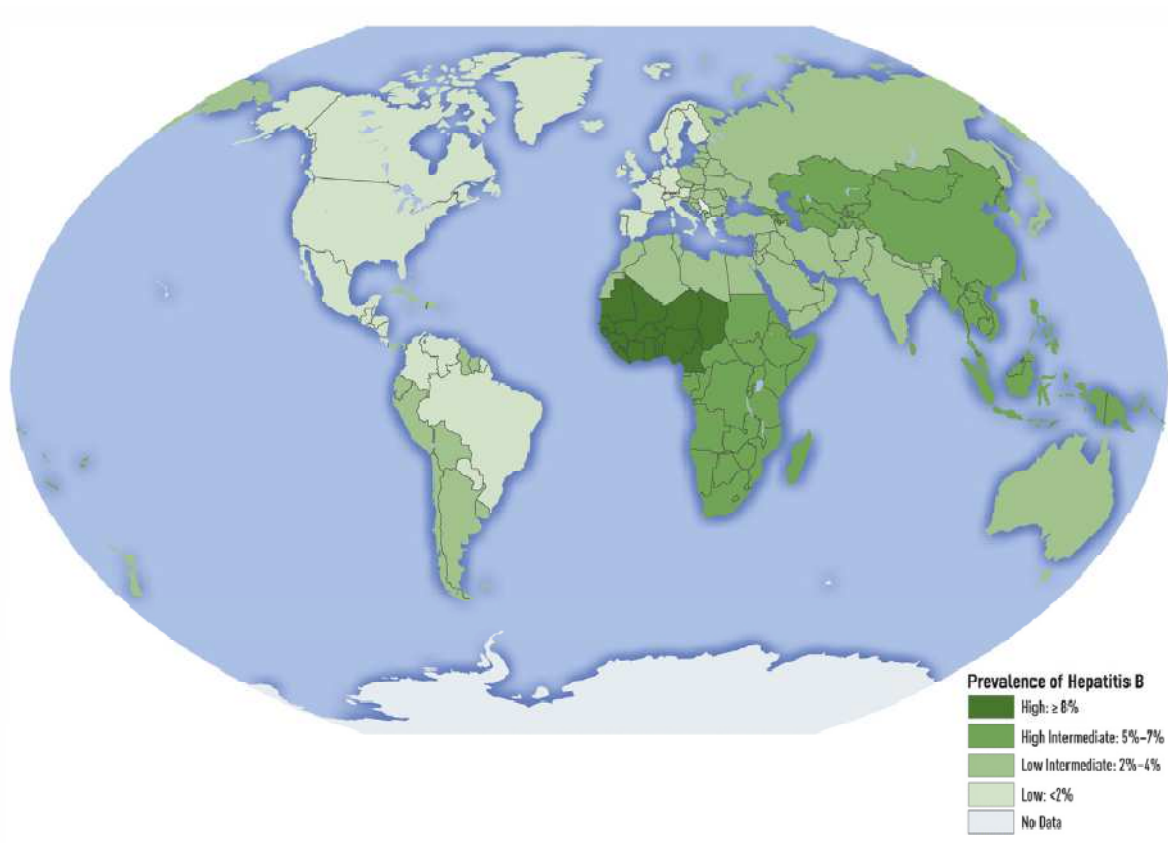 Prevalence of Hepatitis B
High: ≥ 8%
High Intermediate: 5%–7%
Low Intermediate: 2%–4%
Low: <2%
No Data